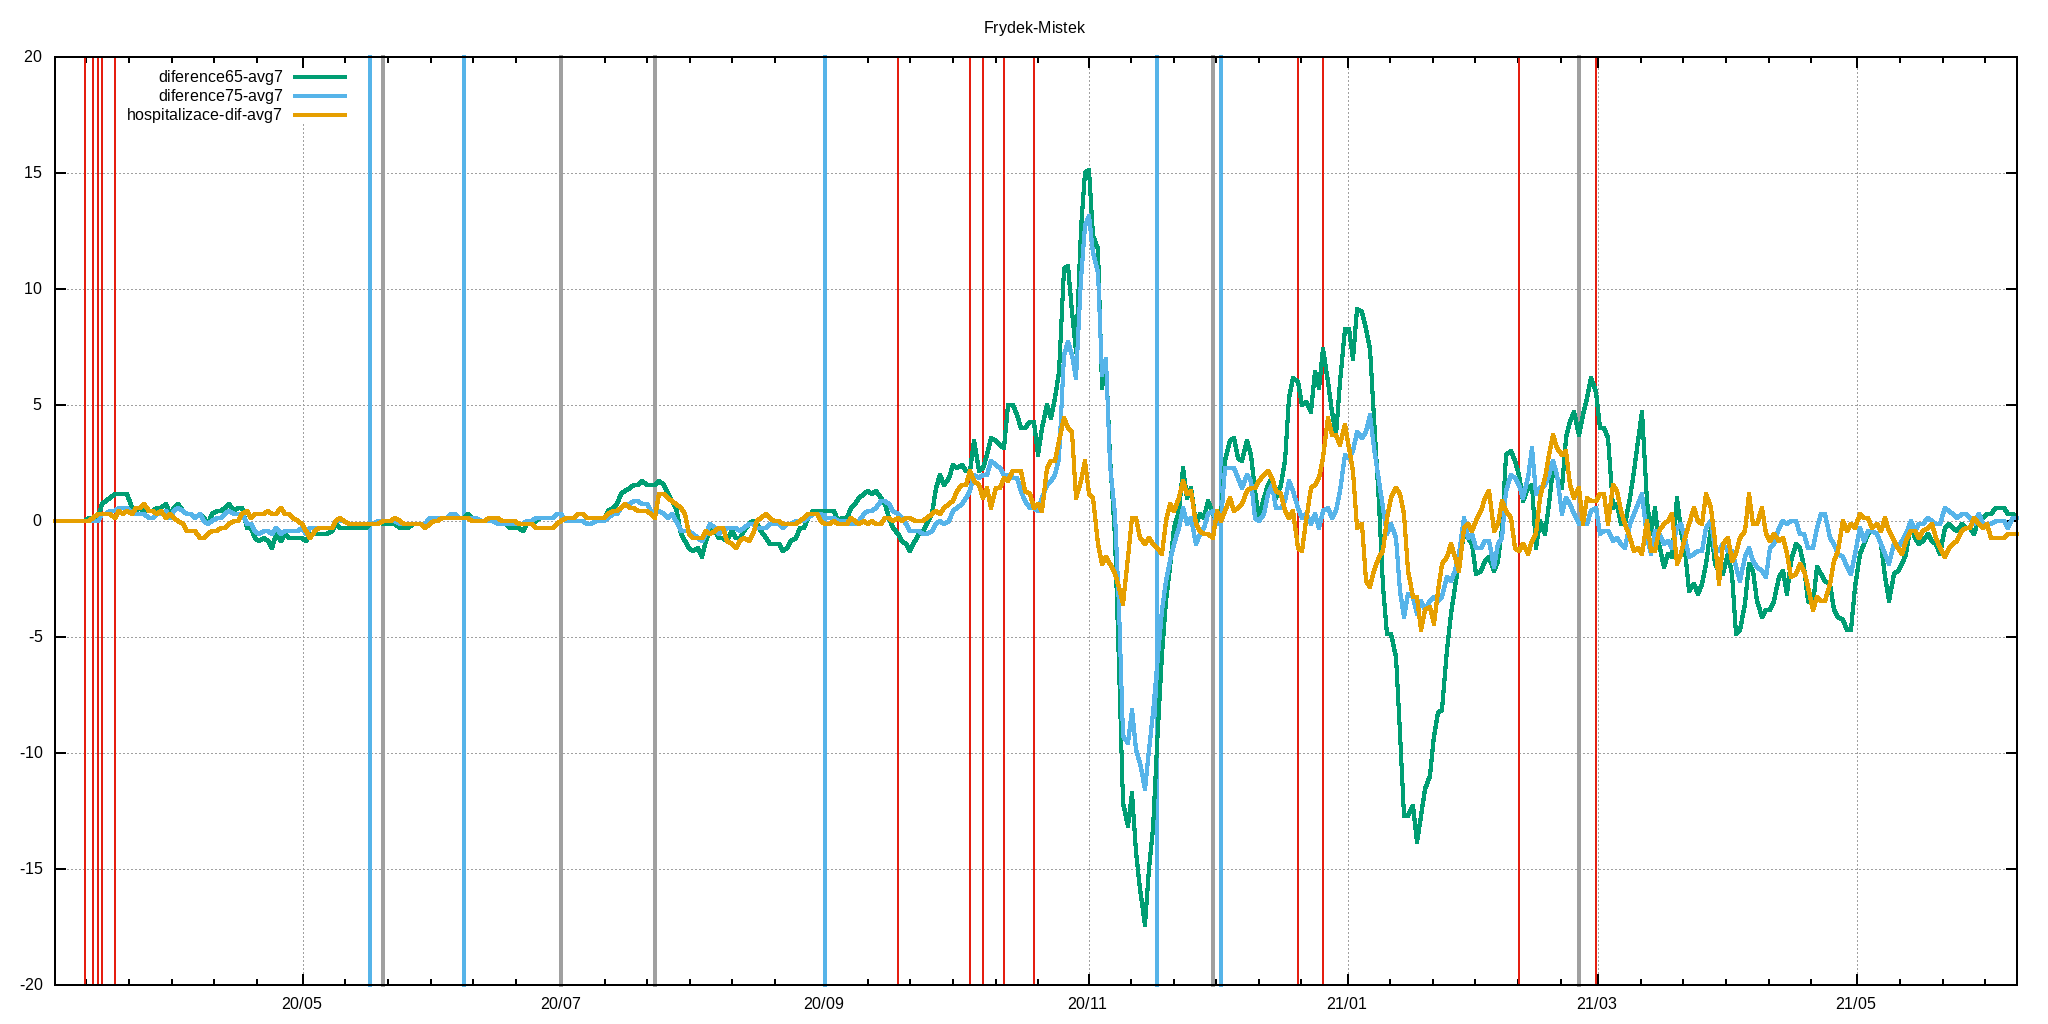 Frydek-Mistek
20
diference65-avg7
diference75-avg7
hospitalizace-dif-avg7
15
10
5
0
-5
-10
-15
-20
20/05 20/07 20/09 20/11 21/01 21/03 21/05